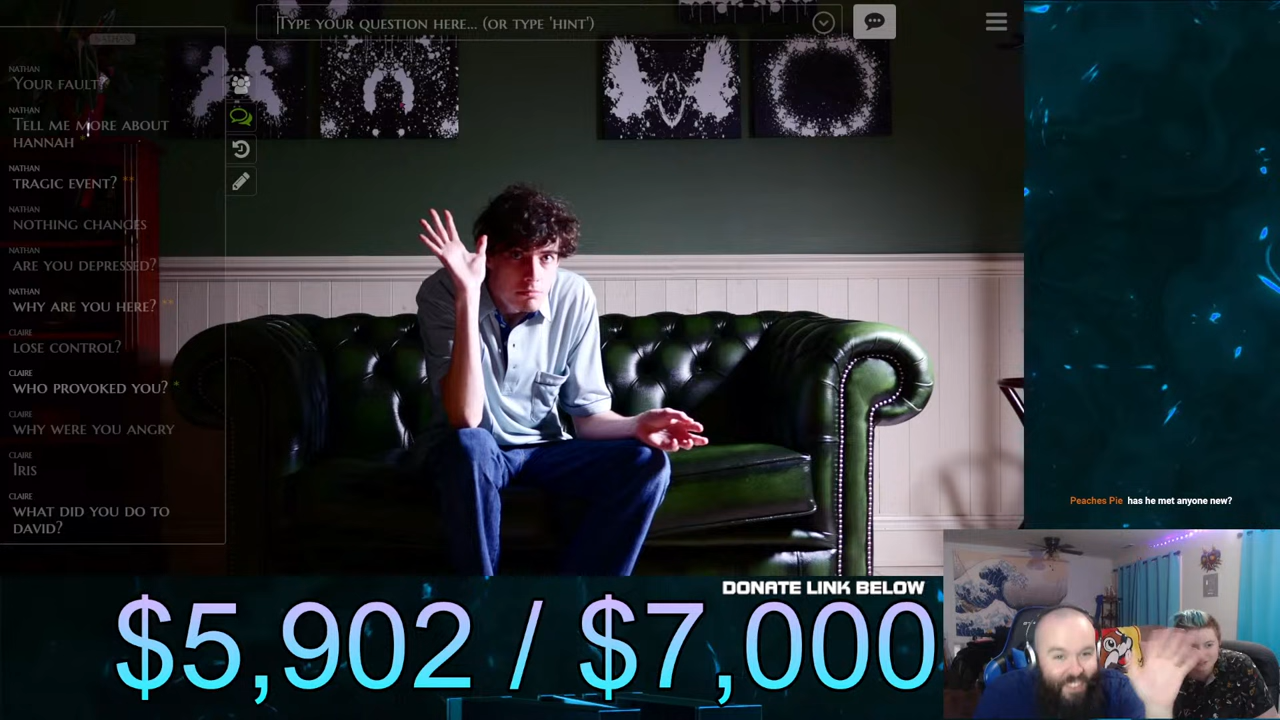 Type your question here... (or type 'hint')
NATHAN
Your fault?
NATHAN
Tell me more about
Hannah
NATHAN
tragic event?
NATHAN
nothing changes
NATHAN
are you depressed?
NATHAN
why are you here?
CLAIRE
lose control?
CLAIRE
who provoked you?
CLAIRE
why were you angry
CLAIRE
Iris
CLAIRE
what did you do to
David?
Peaches Pie has he met anyone new?
DONATE LINK BELOW
$5,902 / $7,000